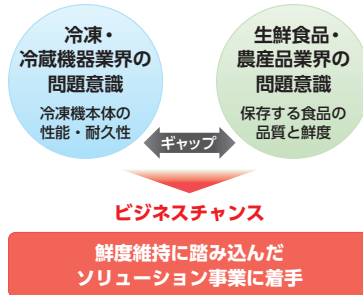 冷凍・
冷蔵機器業界の
問題意識
冷凍機本体の
性能・耐久性
生鮮食品・
農産品業界の
問題意識
保存する食品の
品質と鮮度
ギャップ
ビジネスチャンス
鮮度維持に踏み込んだ
ソリューション事業に着手